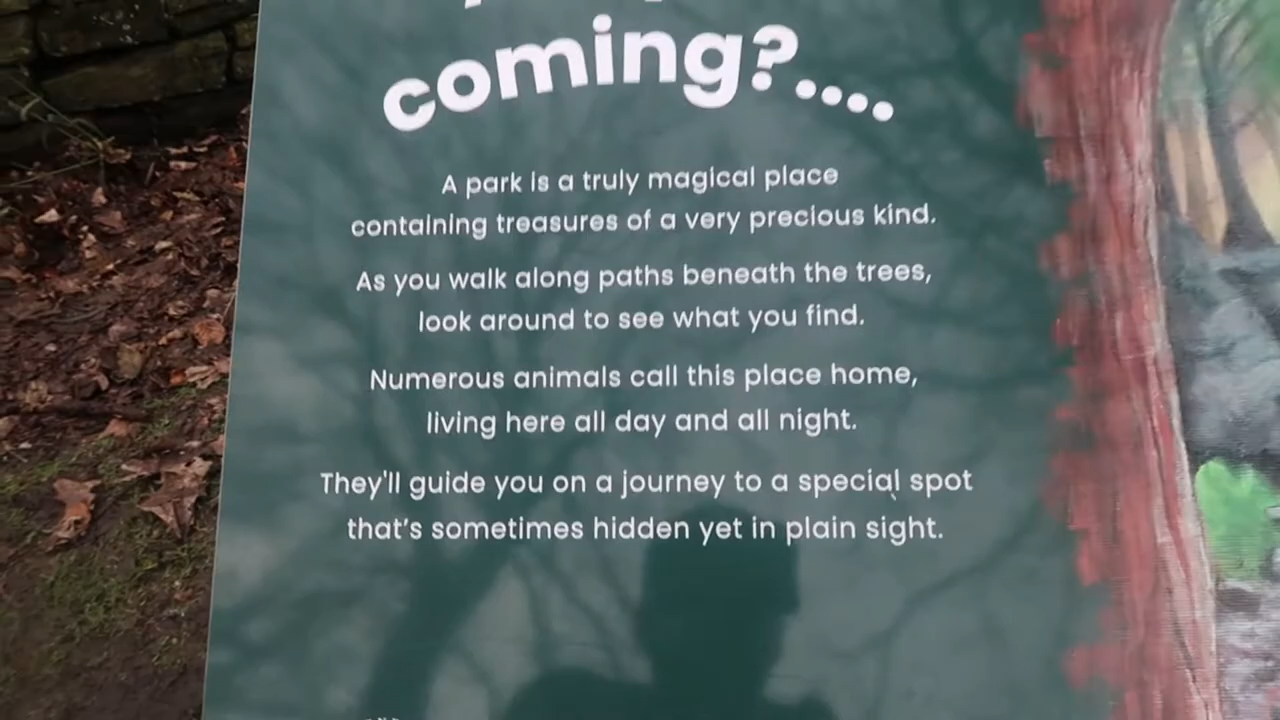 coming?....
A park is a truly magical place
containing treasures of a very precious kind.
As you walk along paths beneath the trees,
look around to see what you find.
Numerous animals call this place home,
living here all day and all night.
They'll guide you on a journey to a special spot
that's sometimes hidden yet in plain sight.